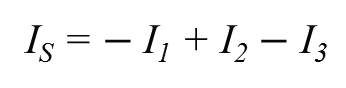 I_S = − I_1 + I_2 − I_3